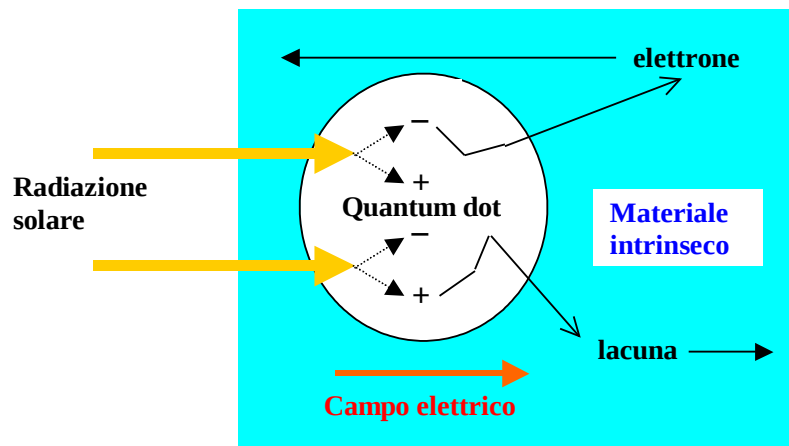 elettrone
−
+
Radiazione
solare
Quantum dot
Materiale
intrinseco
−
+
lacuna
Campo elettrico